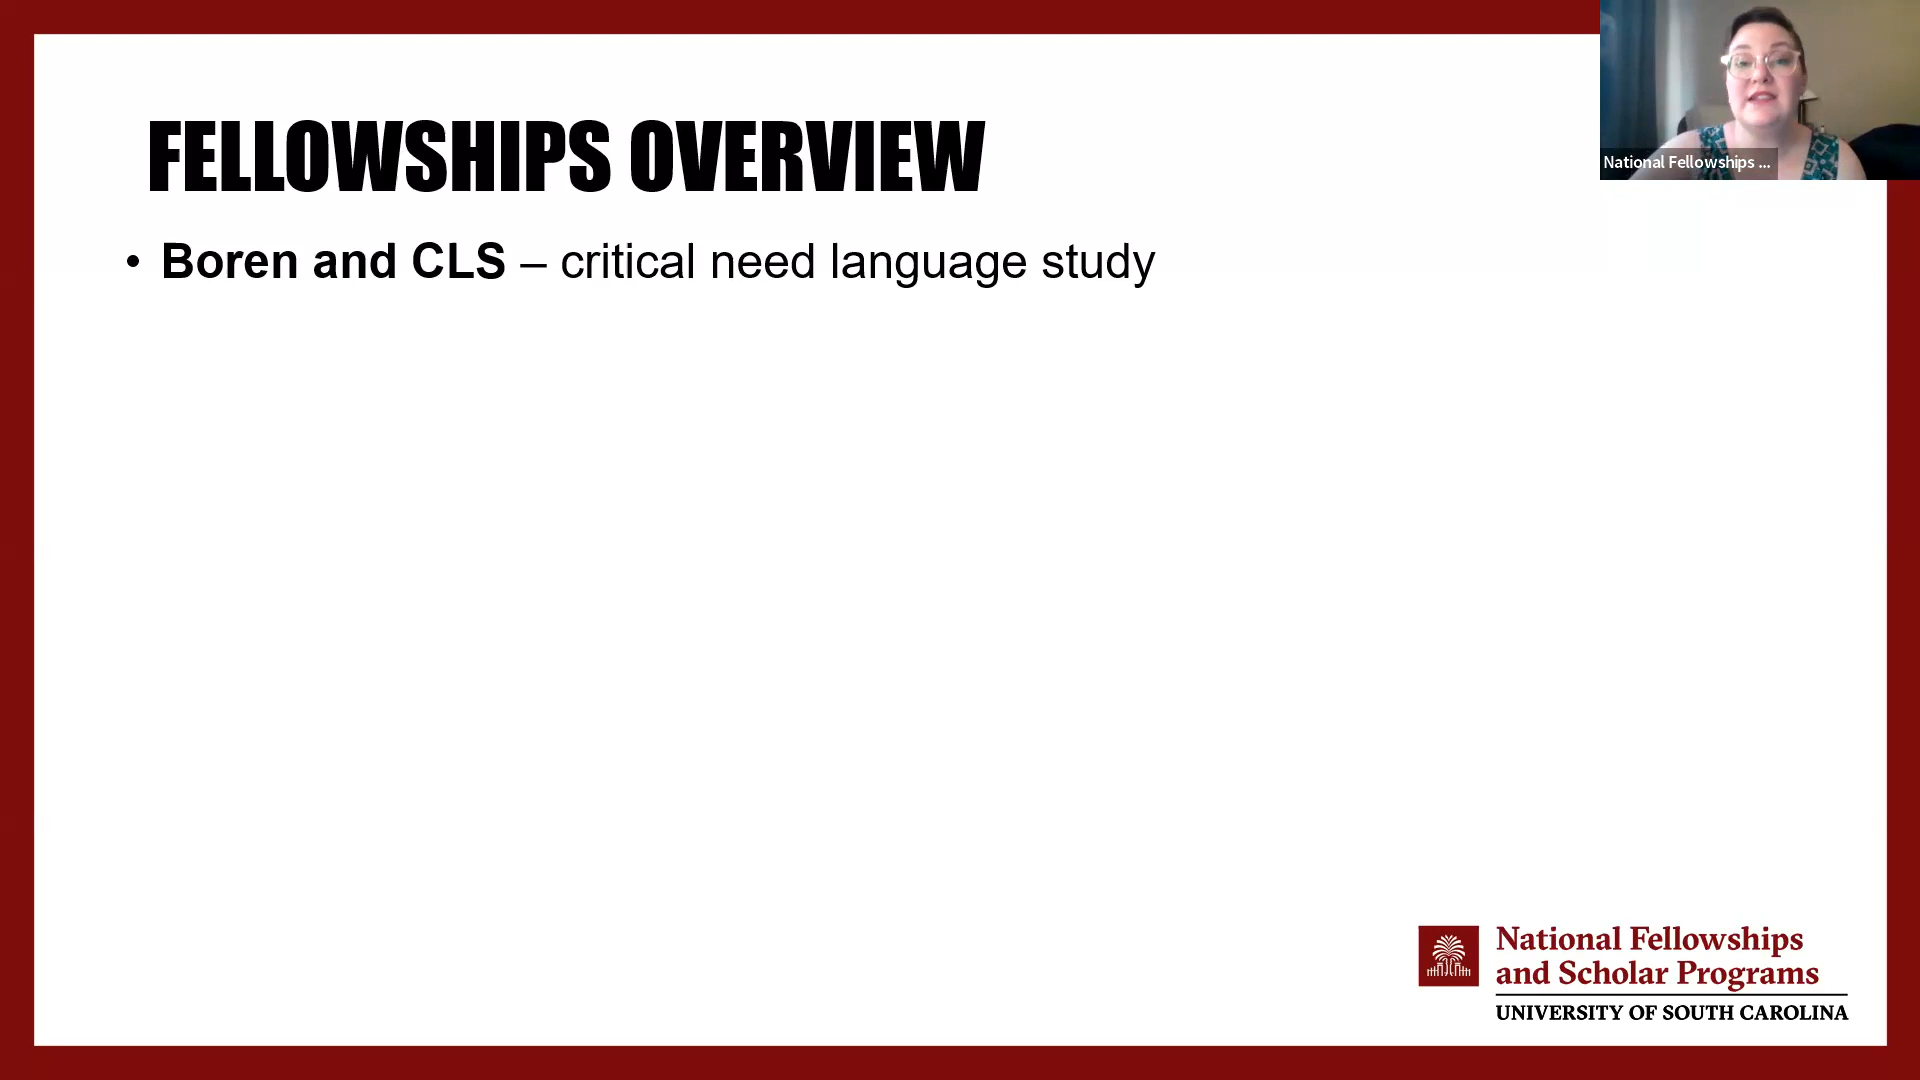 FELLOWSHIPS OVERVIEW
• Boren and CLS – critical need language study
National Fellowships ...
National Fellowships
and Scholar Programs
UNIVERSITY OF SOUTH CAROLINA